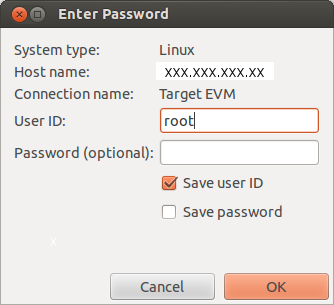 Enter Password
System type: Linux
Host name: xxx.xxx.xxx.xx
Connection name: Target EVM
User ID: root
Password (optional):
Save user ID
Save password
x
Cancel OK